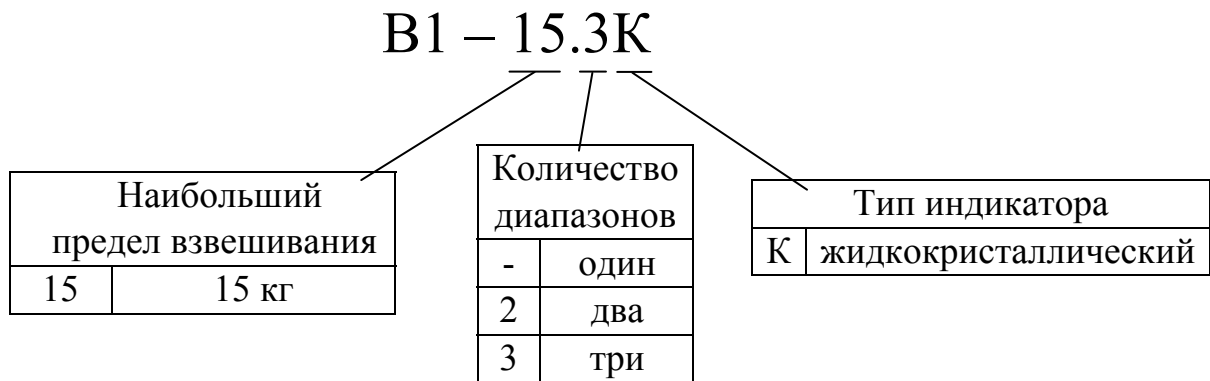 В1 – 15.3К
Наибольший
предел взвешивания
15 15 кг
Количество
диапазонов
- один
2 два
3 три
Тип индикатора
К жидкокристаллический